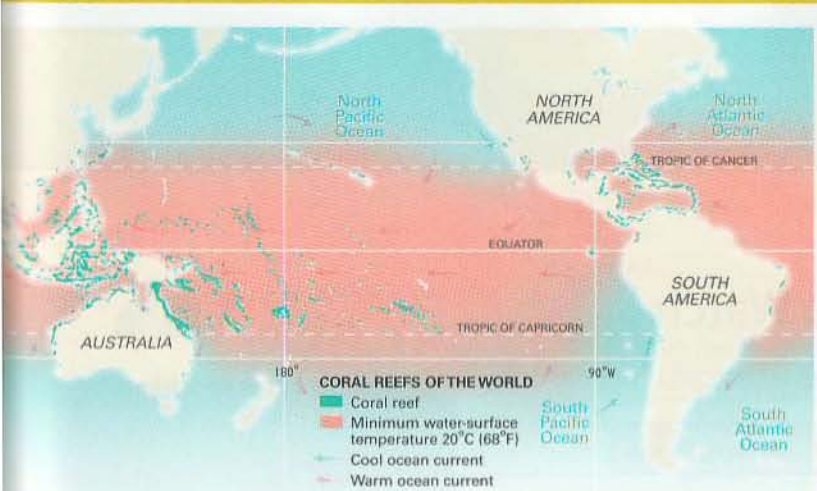 North
Pacific
Ocean
NORTH
AMERICA
North
Atlantic
Ocean
TROPIC OF CANCER
EQUATOR
SOUTH
AMERICA
TROPIC OF CAPRICORN
AUSTRALIA
180°
90°W
CORAL REEFS OF THE WORLD
Coral reef
Minimum water-surface
temperature 20°C (68°F)
Cool ocean current
Warm ocean current
South
Pacific
Ocean
South
Atlantic
Ocean